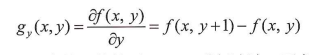 g_y(x, y) = ∂f(x, y)/∂y = f(x, y+1) − f(x, y)